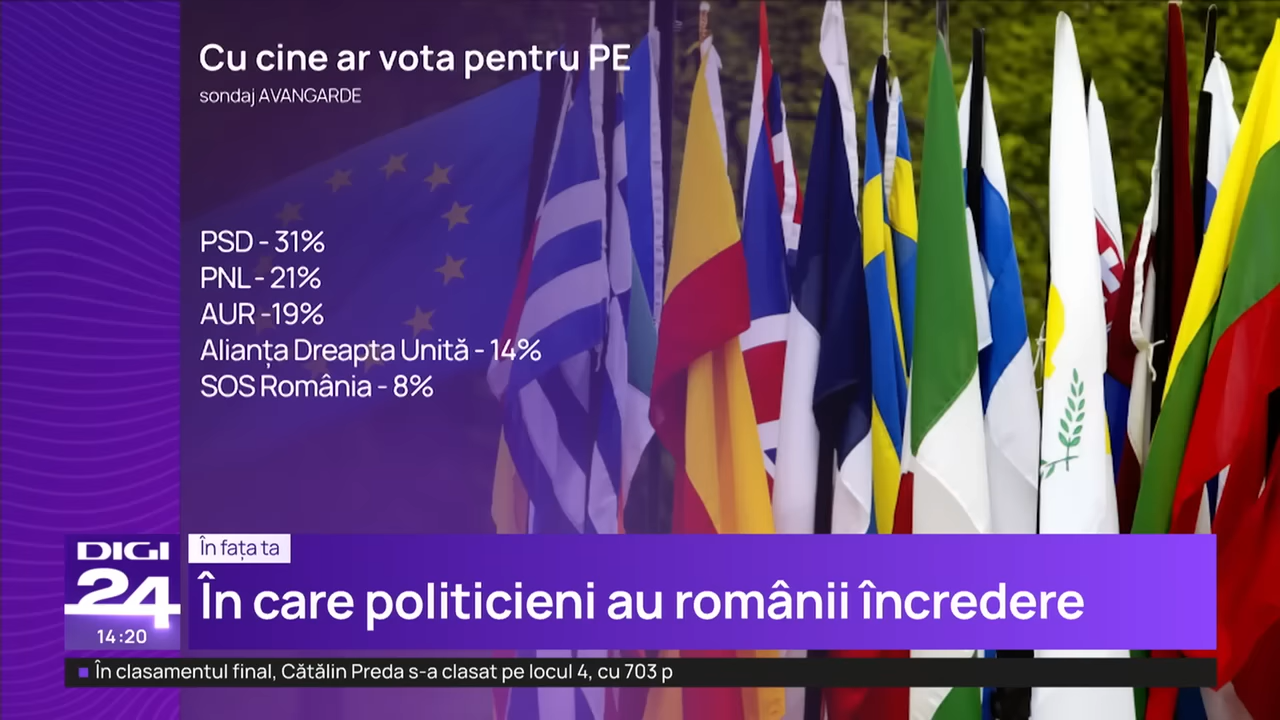 Cu cine ar vota pentru PE
sondaj AVANGARDE
PSD - 31%
PNL - 21%
AUR -19%
Alianța Dreapta Unită - 14%
SOS România - 8%
DIGI
24
14:20
În fața ta
În care politicieni au românii încredere
În clasamentul final, Cătălin Preda s-a clasat pe locul 4, cu 703 p